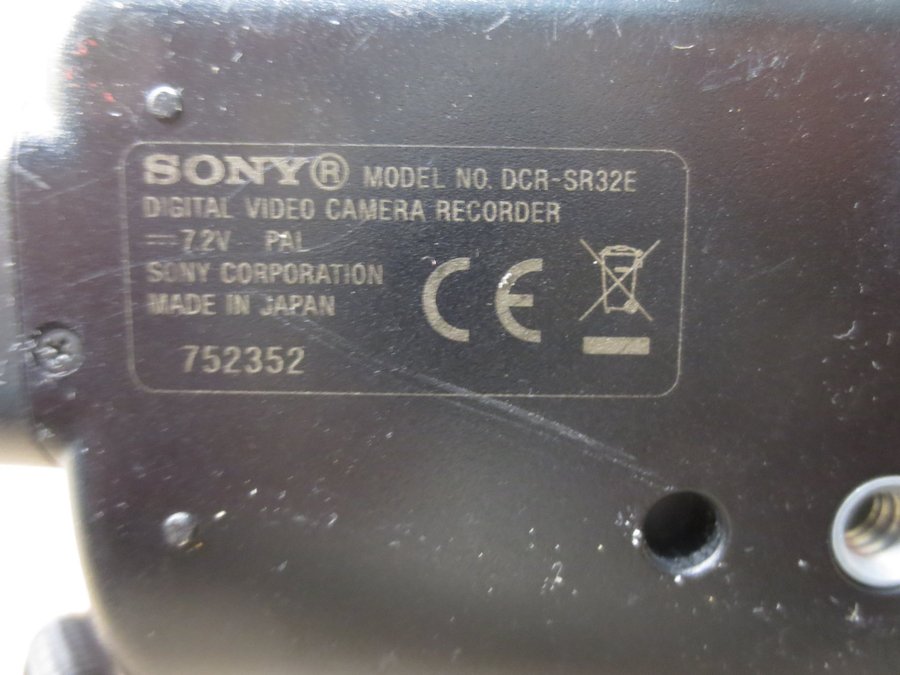 SONY® MODEL NO. DCR-SR32E
DIGITAL VIDEO CAMERA RECORDER
⎓ 7.2V PAL
SONY CORPORATION
MADE IN JAPAN
752352
CE